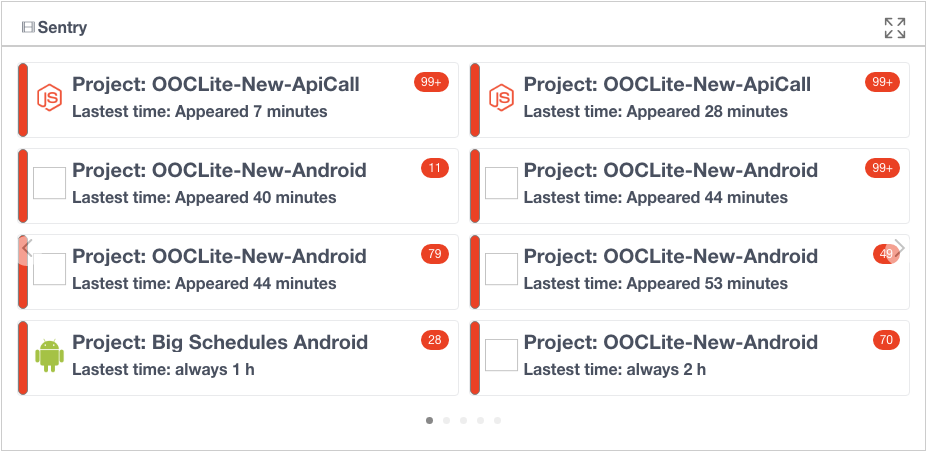 Sentry
JS
Project: OOCLite-New-ApiCall
99+
Lastest time: Appeared 7 minutes
JS
Project: OOCLite-New-ApiCall
99+
Lastest time: Appeared 28 minutes
Project: OOCLite-New-Android
11
Lastest time: Appeared 40 minutes
Project: OOCLite-New-Android
99+
Lastest time: Appeared 44 minutes
Project: OOCLite-New-Android
79
Lastest time: Appeared 44 minutes
Project: OOCLite-New-Android
49
Lastest time: Appeared 53 minutes
Project: Big Schedules Android
28
Lastest time: always 1 h
Project: OOCLite-New-Android
70
Lastest time: always 2 h